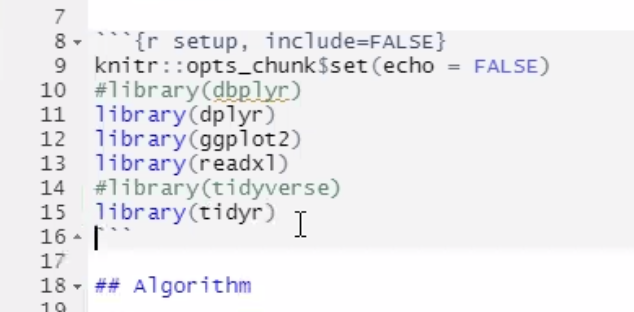 7
8 ```{r setup, include=FALSE}
9 knitr::opts_chunk$set(echo = FALSE)
10 #library(dbplyr)
11 library(dplyr)
12 library(ggplot2)
13 library(readxl)
14 #library(tidyverse)
15 library(tidyr)
16 ```
17
18 ## Algorithm
19